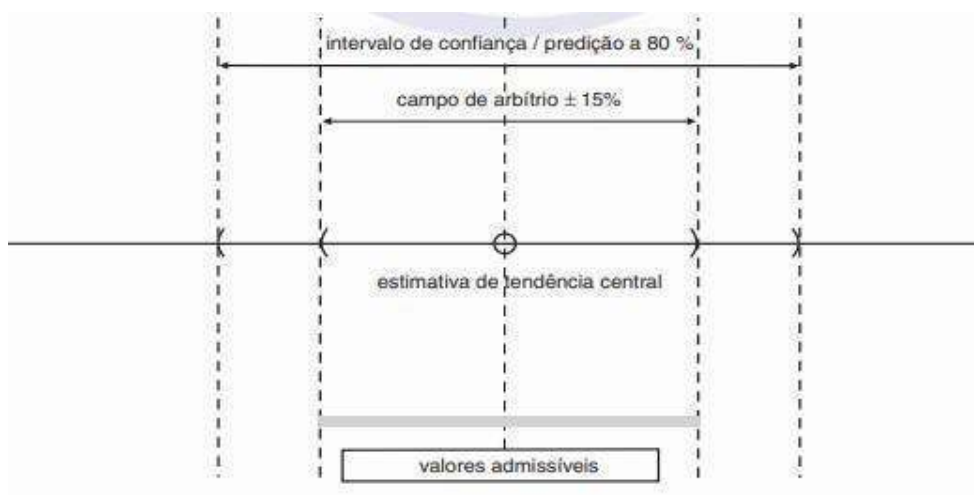 intervalo de confiança / predição a 80 %
campo de arbítrio ± 15%
estimativa de tendência central
valores admissíveis